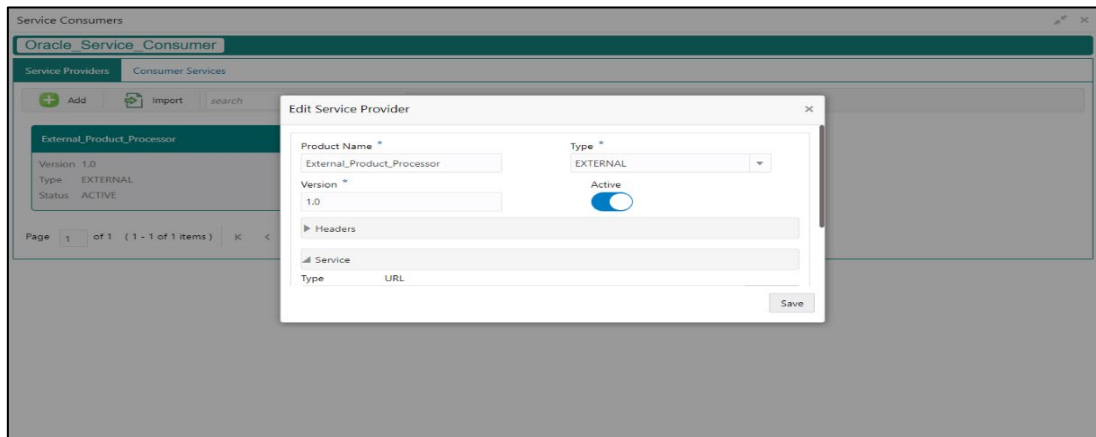 Service Consumers
Oracle_Service_Consumer
Service Providers Consumer Services
Add Import search
External_Product_Processor
Version 1.0
Type EXTERNAL
Status ACTIVE
Page 1 of 1 ( 1 - 1 of 1 items ) K <
Edit Service Provider ×
Product Name * Type *
External_Product_Processor EXTERNAL
Version * Active
1.0
Headers
Service
Type URL
Save